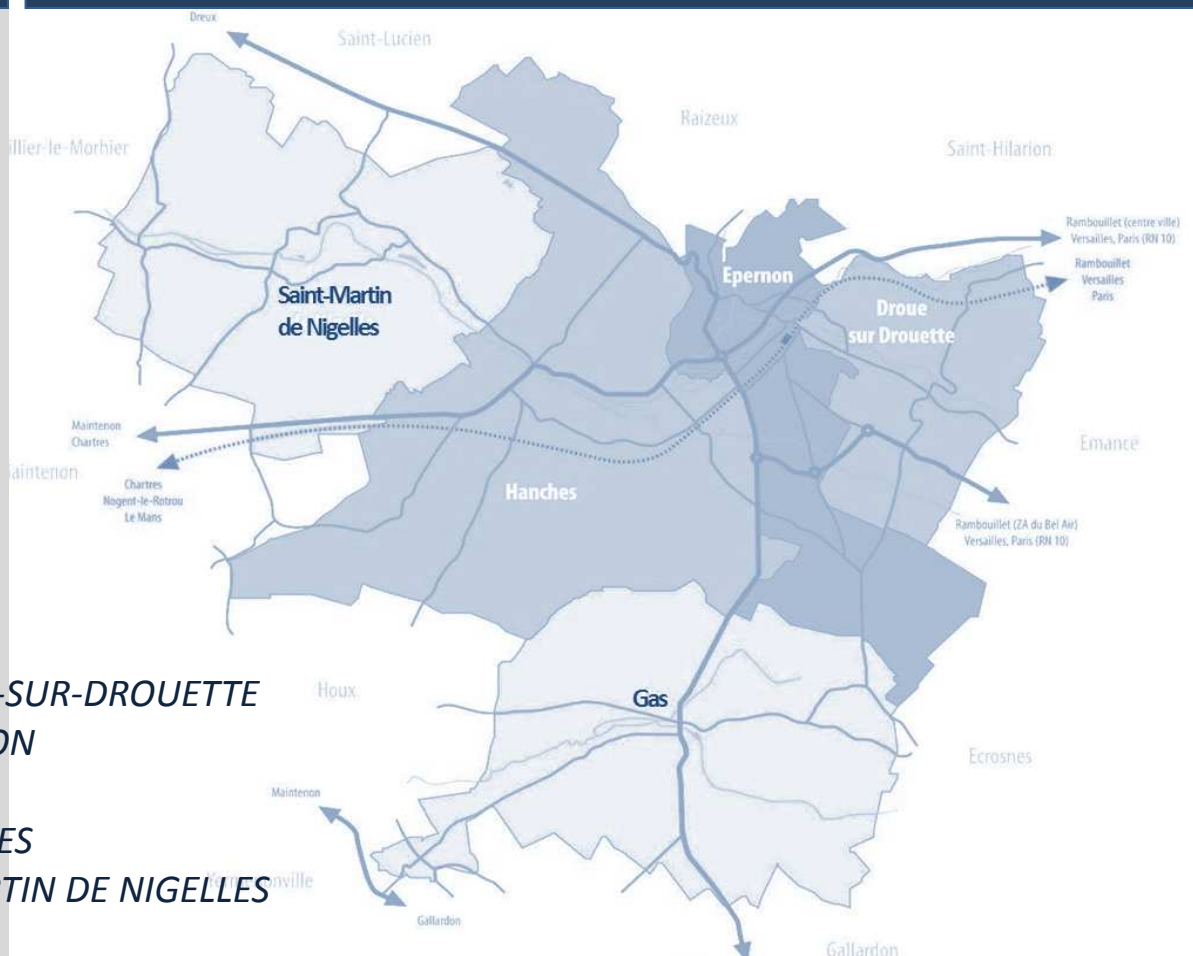 Dreux
Saint-Lucien
Raizeux
illier-le-Morhier
Saint-Hilarion
Rambouillet (centre ville)
Versailles, Paris (RN 10)
Rambouillet
Versailles
Paris
Epernon
Droue
sur Drouette
Saint-Martin
de Nigelles
Maintenon
Chartres
Emancé
aintenon
Chartres
Nogent-le-Rotrou
Le Mans
Hanches
Rambouillet (ZA du Bel Air)
Versailles, Paris (RN 10)
-SUR-DROUETTE
Houx
Gas
ON
Ecrosnes
Maintenon
ES
RTIN DE NIGELLES
Gallardon
Gallardon